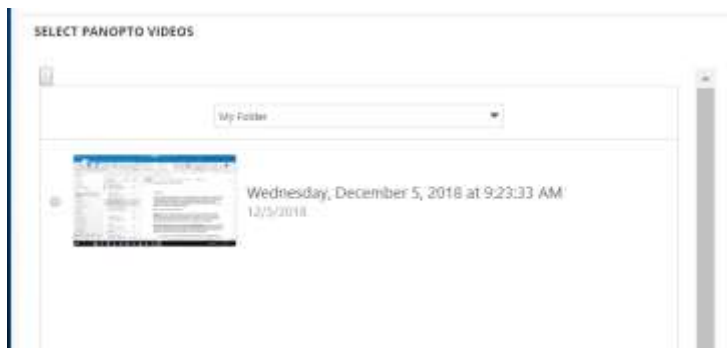 SELECT PANOPTO VIDEOS
My Folder
Wednesday, December 5, 2018 at 9:23:33 AM
12/5/2018